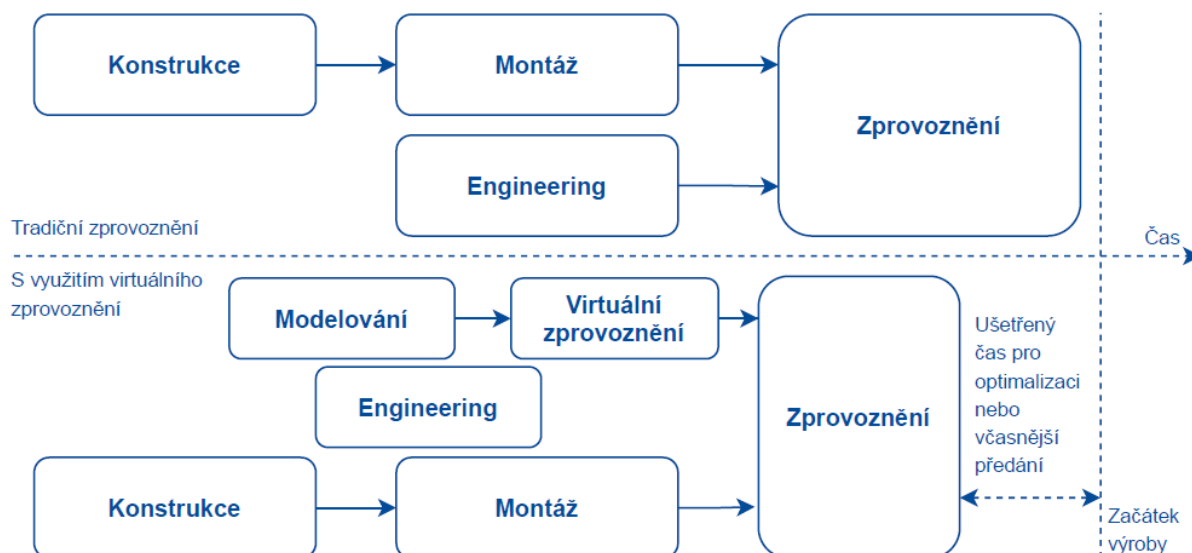 Konstrukce
Montáž
Zprovoznění
Engineering
Tradiční zprovoznění
Čas
S využitím virtuálního
zprovoznění
Modelování
Virtuální
zprovoznění
Engineering
Zprovoznění
Ušetřený
čas pro
optimalizaci
nebo
včasnější
předání
Konstrukce
Montáž
Začátek
výroby